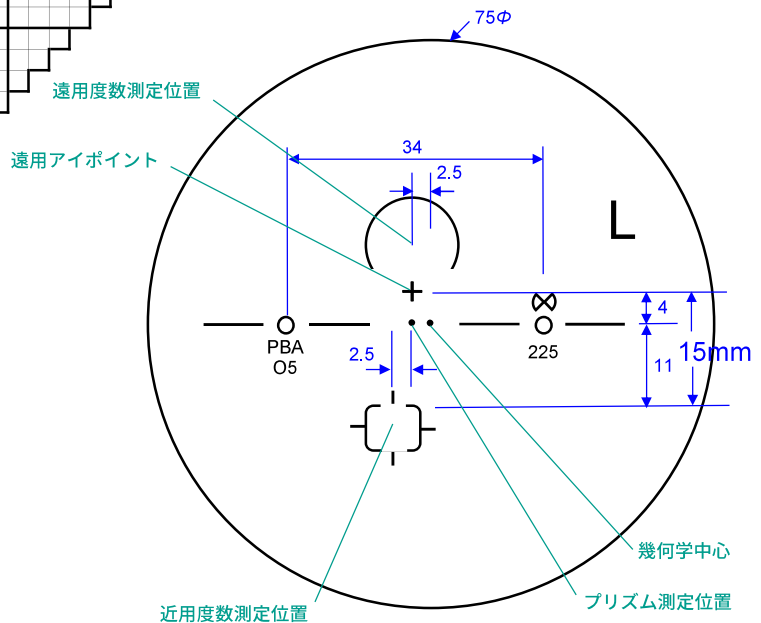 75Φ
遠用度数測定位置
34
遠用アイポイント
2.5
L
4
PBA
O5
2.5
225
11
15mm
幾何学中心
プリズム測定位置
近用度数測定位置